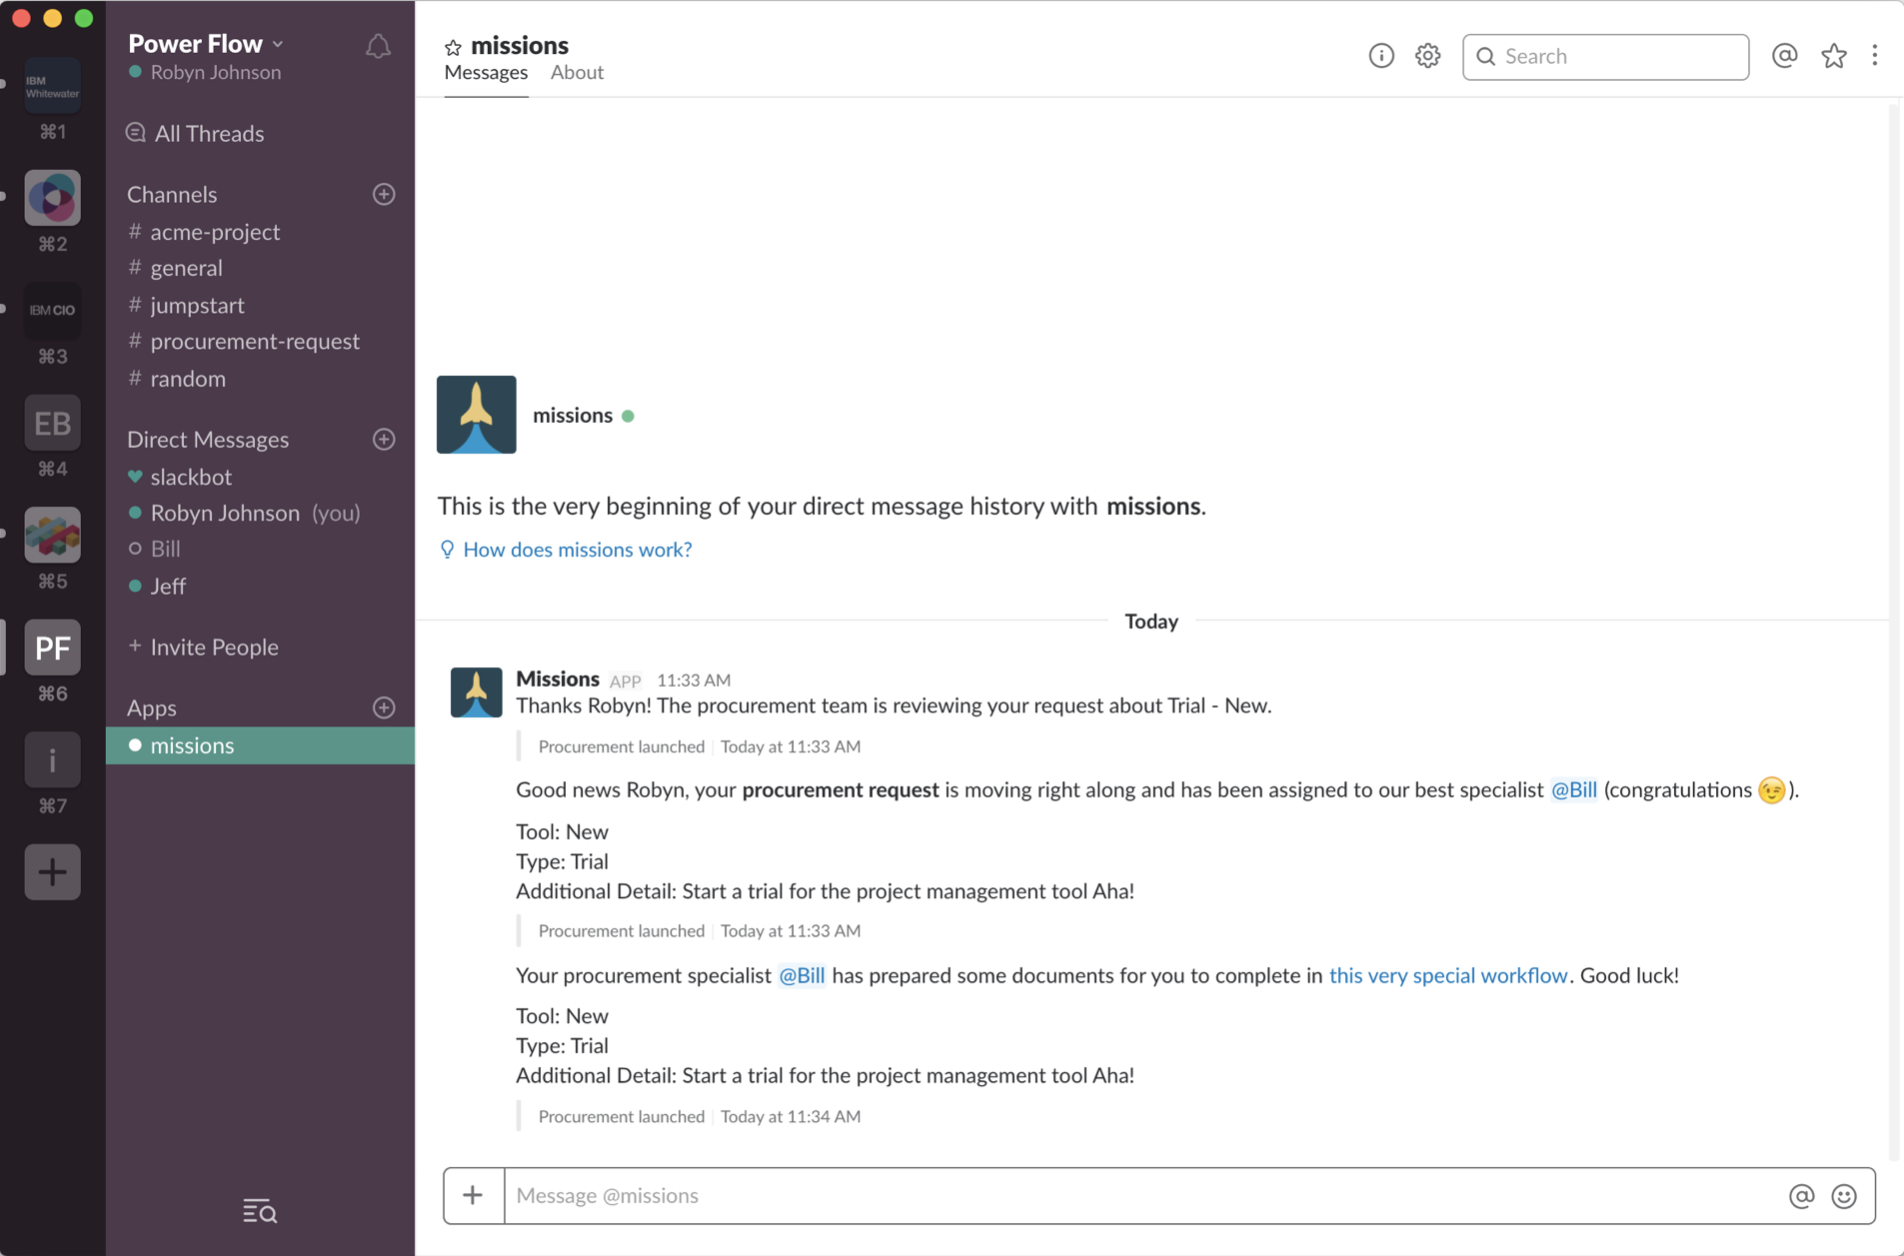 IBM
Whitewater
⌘1
⌘2
IBM CIO
⌘3
EB
⌘4
⌘5
PF
⌘6
i
⌘7
Power Flow
Robyn Johnson
All Threads
Channels
# acme-project
# general
# jumpstart
# procurement-request
# random
Direct Messages
slackbot
Robyn Johnson (you)
Bill
Jeff
+ Invite People
Apps
missions
missions
Messages About
Search
missions
This is the very beginning of your direct message history with missions.
How does missions work?
Today
Missions APP 11:33 AM
Thanks Robyn! The procurement team is reviewing your request about Trial - New.
Procurement launched | Today at 11:33 AM
Good news Robyn, your procurement request is moving right along and has been assigned to our best specialist @Bill (congratulations 😉).
Tool: New
Type: Trial
Additional Detail: Start a trial for the project management tool Aha!
Procurement launched | Today at 11:33 AM
Your procurement specialist @Bill has prepared some documents for you to complete in this very special workflow. Good luck!
Tool: New
Type: Trial
Additional Detail: Start a trial for the project management tool Aha!
Procurement launched | Today at 11:34 AM
Message @missions